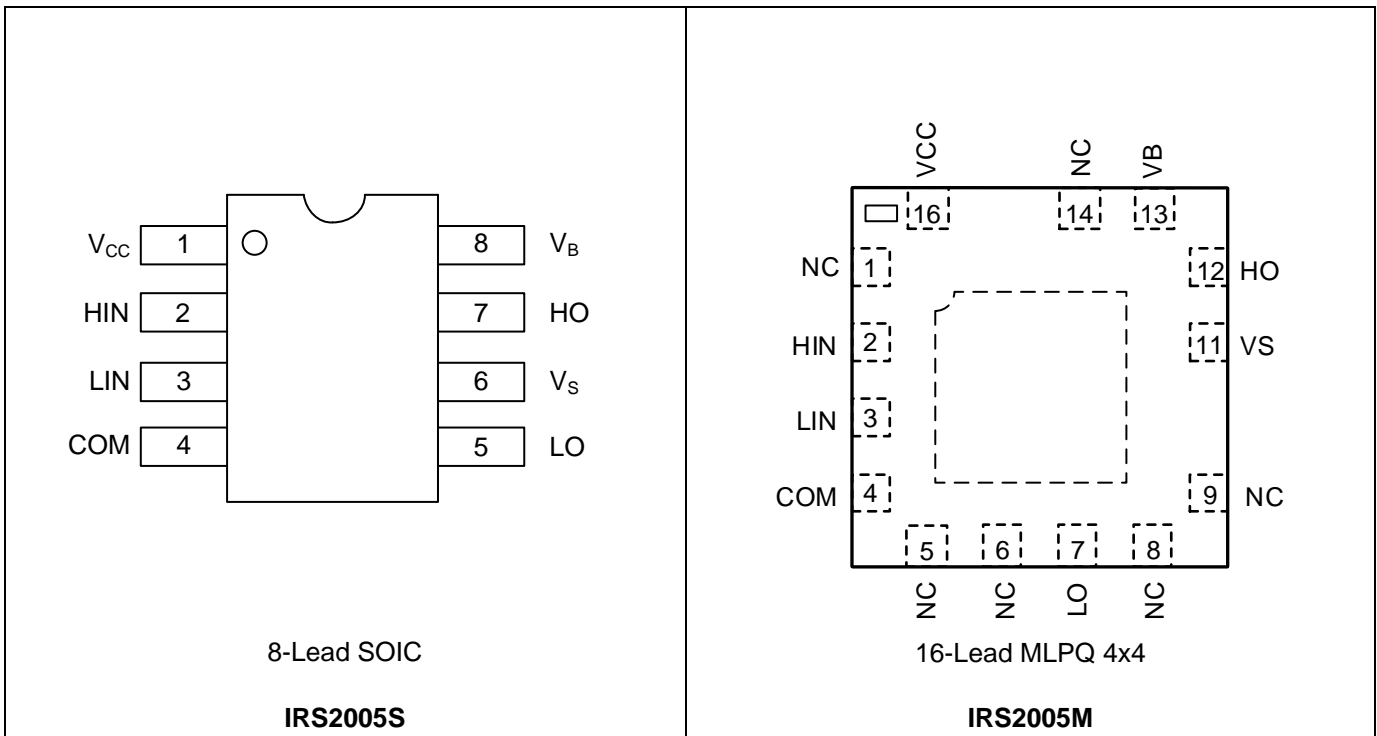 V_CC 1 8 V_B
HIN 2 7 HO
LIN 3 6 V_S
COM 4 5 LO
8-Lead SOIC
IRS2005S
VCC NC VB
16 14 13
NC 1 12 HO
HIN 2 11 VS
LIN 3
COM 4 9 NC
5 6 7 8
NC NC LO NC
16-Lead MLPQ 4x4
IRS2005M